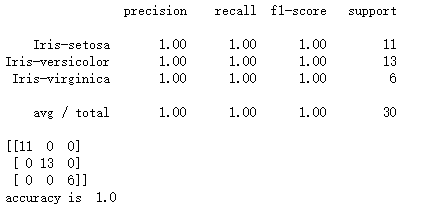 precision recall f1-score support
Iris-setosa 1.00 1.00 1.00 11
Iris-versicolor 1.00 1.00 1.00 13
Iris-virginica 1.00 1.00 1.00 6
avg / total 1.00 1.00 1.00 30
[[11 0 0]
[ 0 13 0]
[ 0 0 6]]
accuracy is 1.0